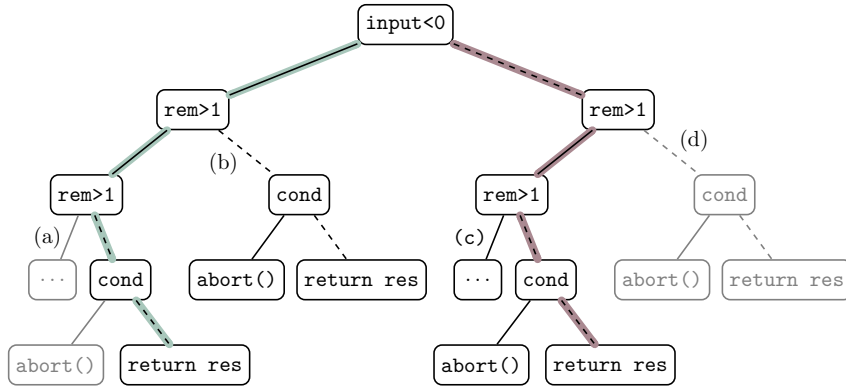 input<0
rem>1
rem>1
(b)
(d)
rem>1
cond
rem>1
cond
(a)
(c)
...
cond
abort()
return res
...
cond
abort()
return res
abort()
return res
abort()
return res